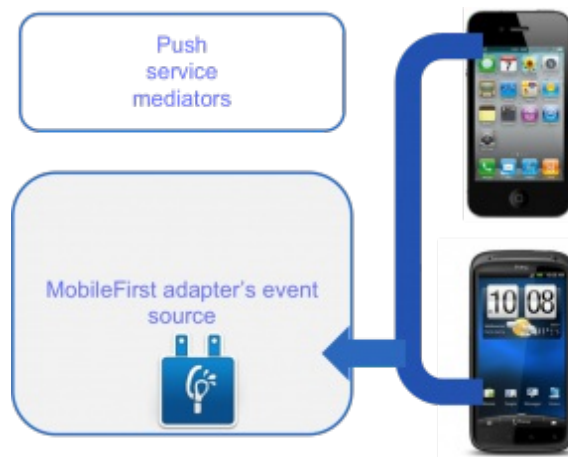 Push
service
mediators
MobileFirst adapter's event
source
10 08